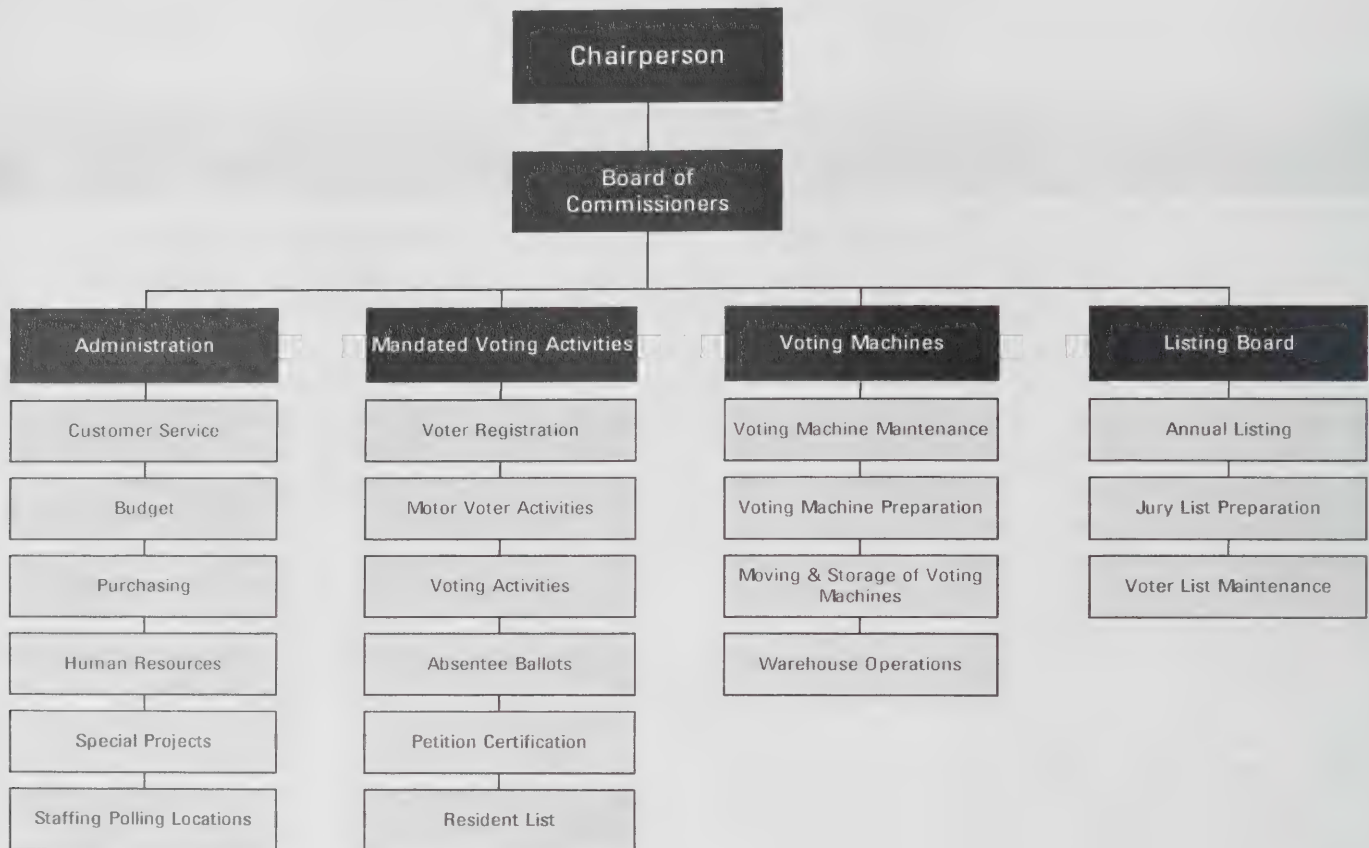 Chairperson
Board of
Commissioners
Administration
Customer Service
Budget
Purchasing
Human Resources
Special Projects
Staffing Polling Locations
Mandated Voting Activities
Voter Registration
Motor Voter Activities
Voting Activities
Absentee Ballots
Petition Certification
Resident List
Voting Machines
Voting Machine Maintenance
Voting Machine Preparation
Moving & Storage of Voting
Machines
Warehouse Operations
Listing Board
Annual Listing
Jury List Preparation
Voter List Maintenance